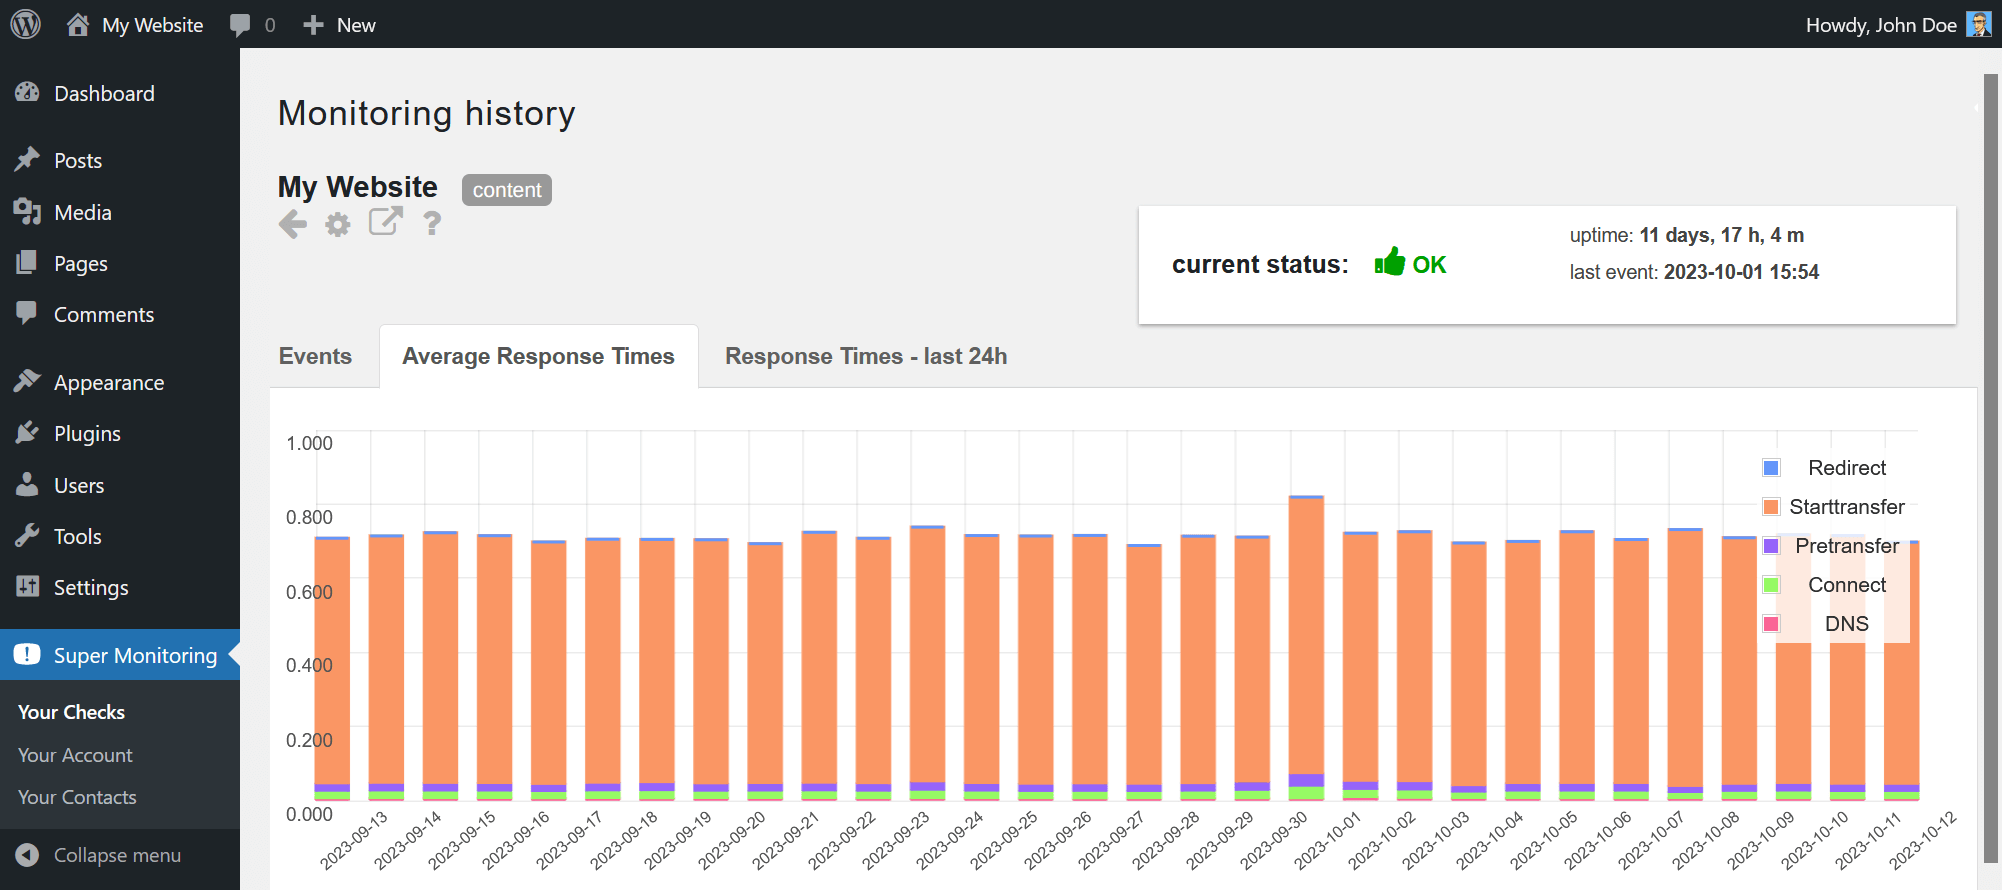 My Website 0 New Howdy, John Doe
Dashboard
Posts
Media
Pages
Comments
Appearance
Plugins
Users
Tools
Settings
Super Monitoring
Your Checks
Your Account
Your Contacts
Collapse menu
Monitoring history
My Website content
?
current status: OK
uptime: 11 days, 17 h, 4 m
last event: 2023-10-01 15:54
Events Average Response Times Response Times - last 24h
1.000
0.800
0.600
0.400
0.200
0.000
Redirect
Starttransfer
Pretransfer
Connect
DNS
2023-09-13 2023-09-14 2023-09-15 2023-09-16 2023-09-17 2023-09-18 2023-09-19 2023-09-20 2023-09-21 2023-09-22 2023-09-23 2023-09-24 2023-09-25 2023-09-26 2023-09-27 2023-09-28 2023-09-29 2023-09-30 2023-10-01 2023-10-02 2023-10-03 2023-10-04 2023-10-05 2023-10-06 2023-10-07 2023-10-08 2023-10-09 2023-10-10 2023-10-11 2023-10-12